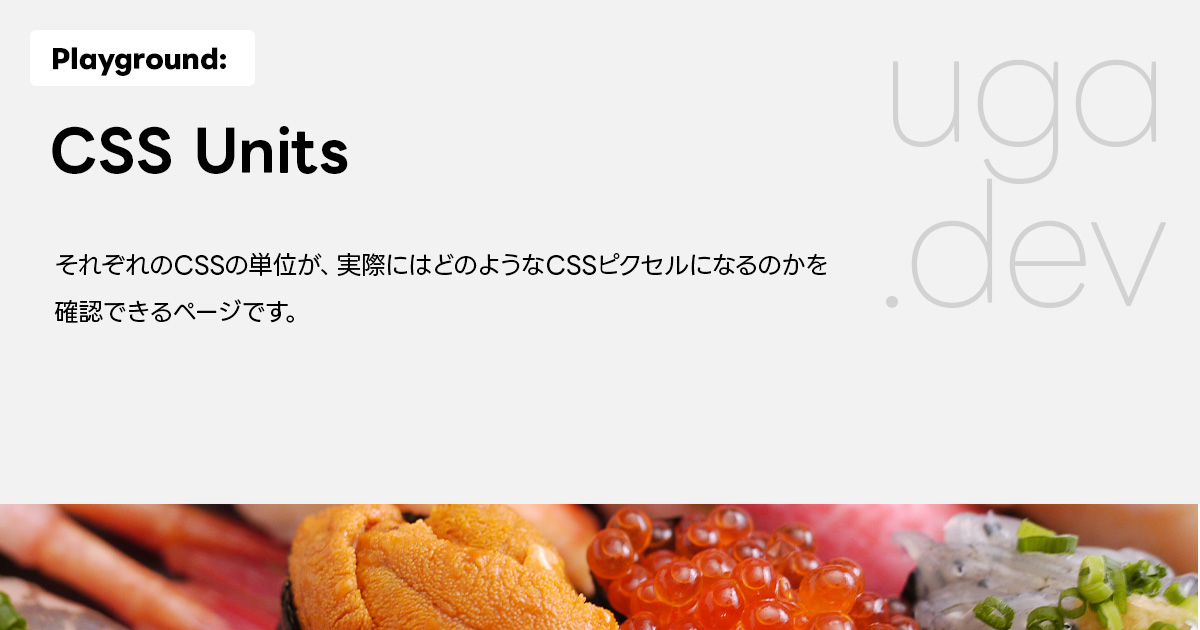 Playground:
CSS Units
それぞれのCSSの単位が、実際にはどのようなCSSピクセルになるのかを
確認できるページです。
uga
.dev